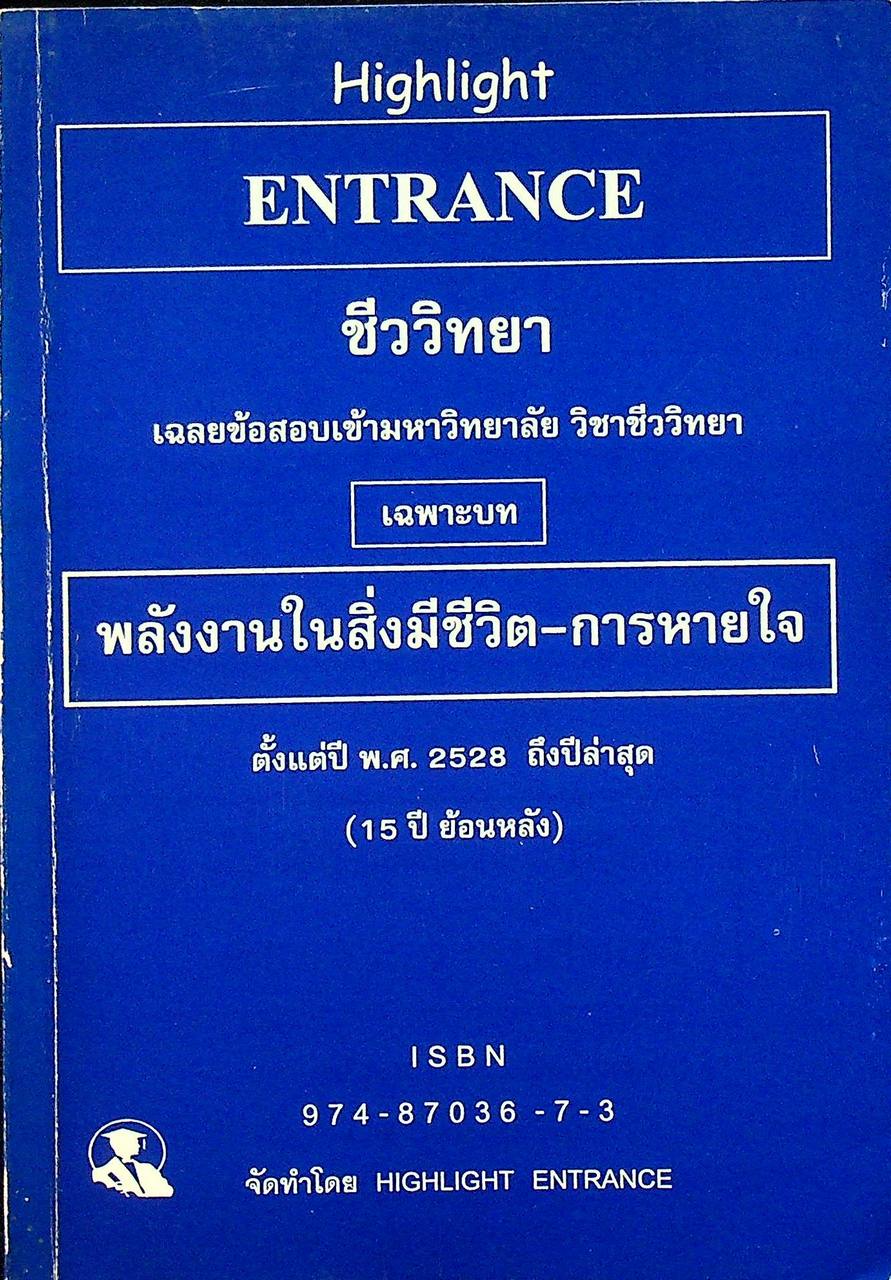 Highlight
ENTRANCE
ชีววิทยา
เฉลยข้อสอบเข้ามหาวิทยาลัย วิชาชีววิทยา
เฉพาะบท
พลังงานในสิ่งมีชีวิต-การหายใจ
ตั้งแต่ปี พ.ศ. 2528 ถึงปีล่าสุด
(15 ปี ย้อนหลัง)
ISBN
974-87036-7-3
จัดทำโดย HIGHLIGHT ENTRANCE